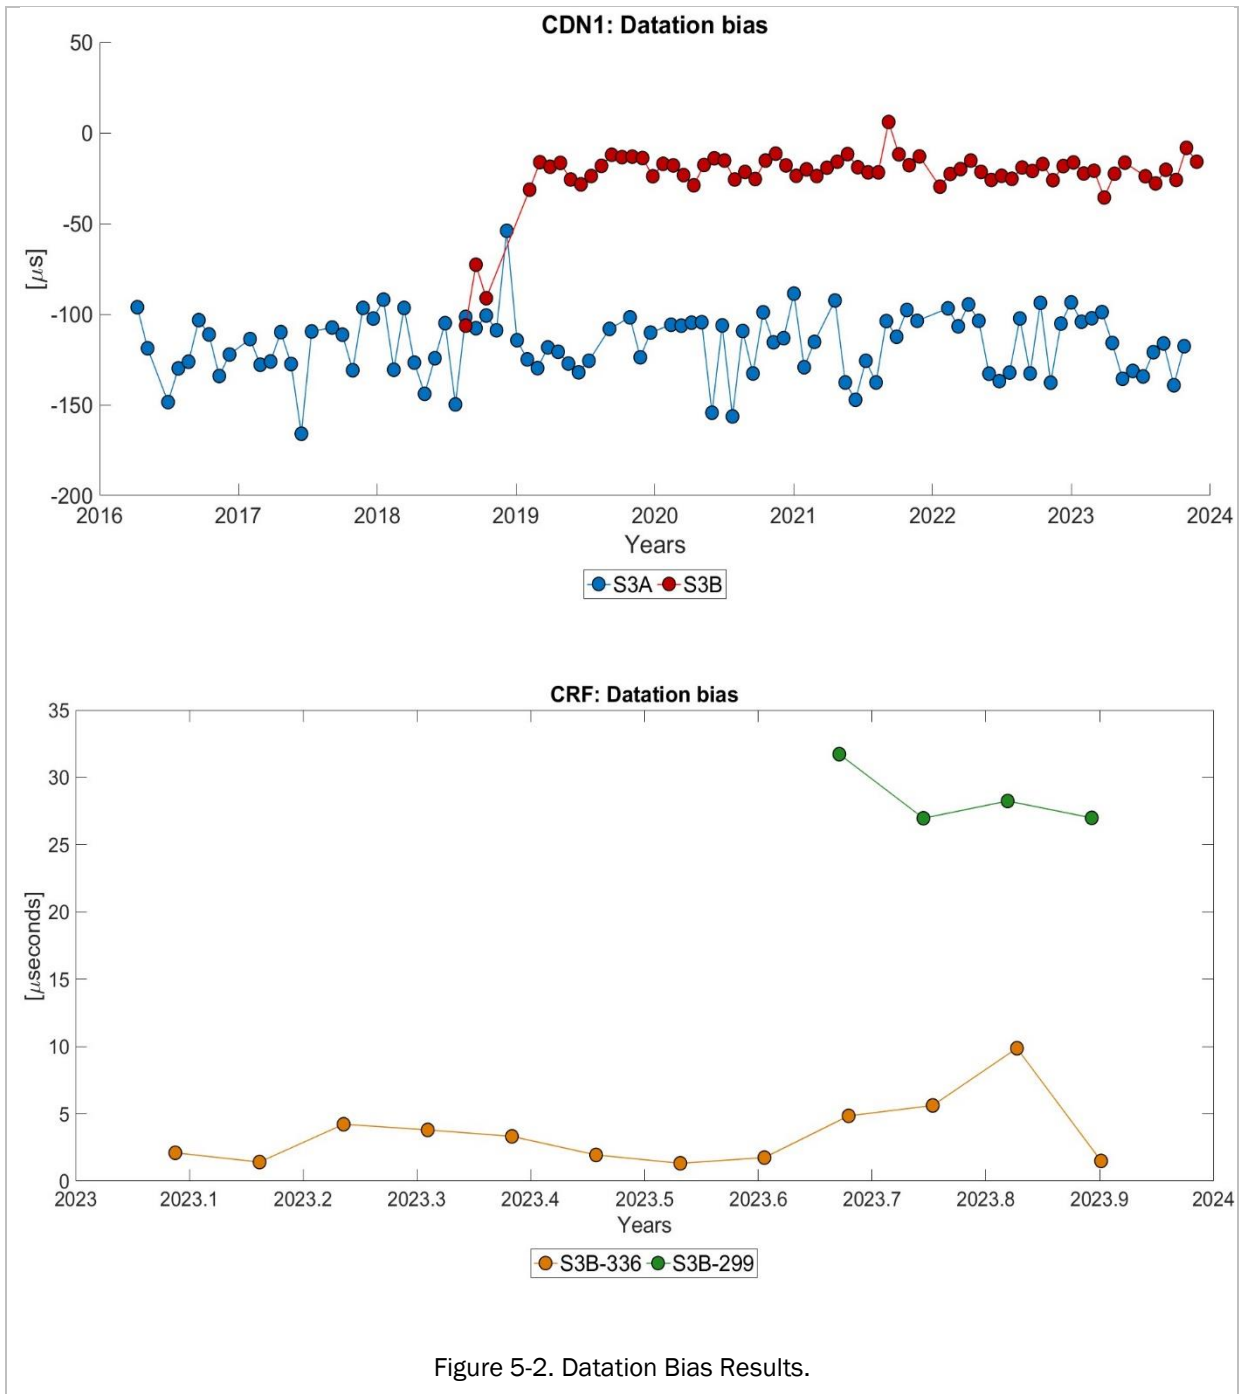 CDN1: Datation bias
50
0
-50
-100
-150
-200
[μs]
2016 2017 2018 2019 2020 2021 2022 2023 2024
Years
S3A S3B
CRF: Datation bias
35
30
25
20
15
10
5
0
[μseconds]
2023 2023.1 2023.2 2023.3 2023.4 2023.5 2023.6 2023.7 2023.8 2023.9 2024
Years
S3B-336 S3B-299
Figure 5-2. Datation Bias Results.